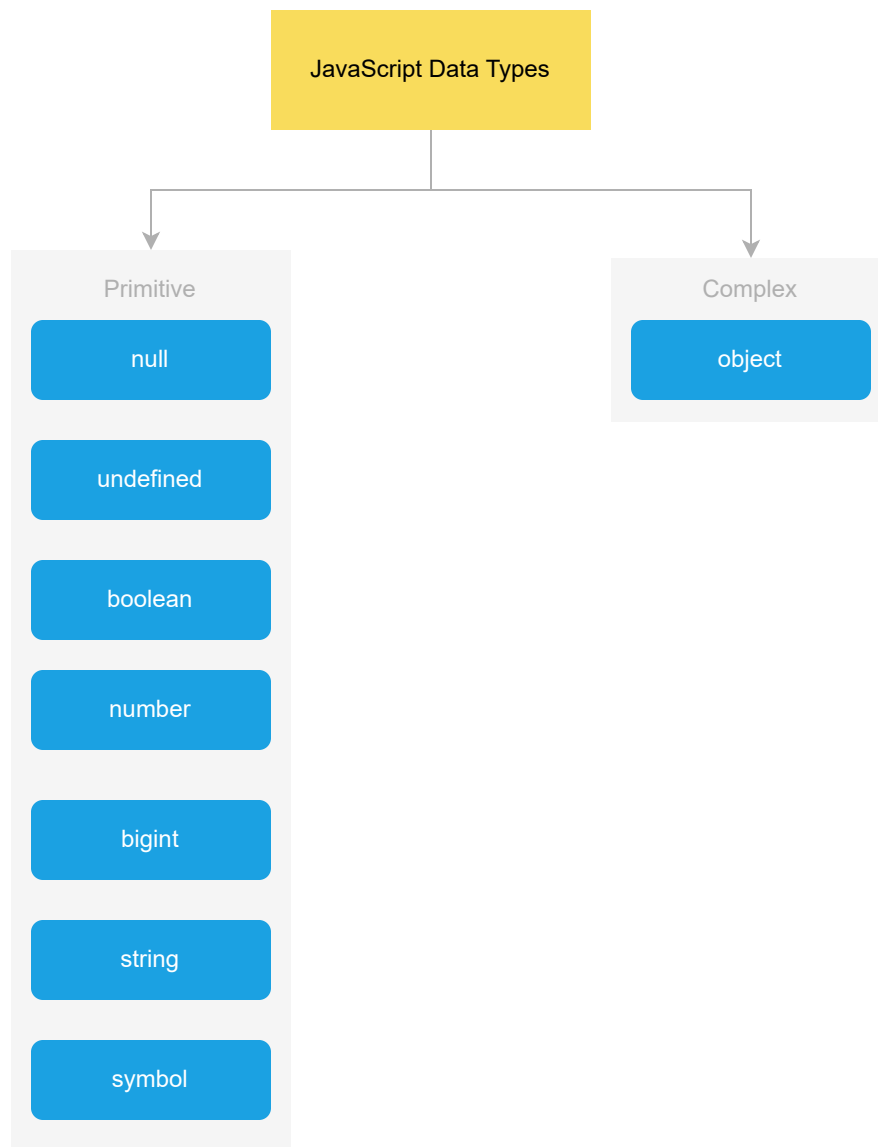 JavaScript Data Types
Primitive
null
undefined
boolean
number
bigint
string
symbol
Complex
object